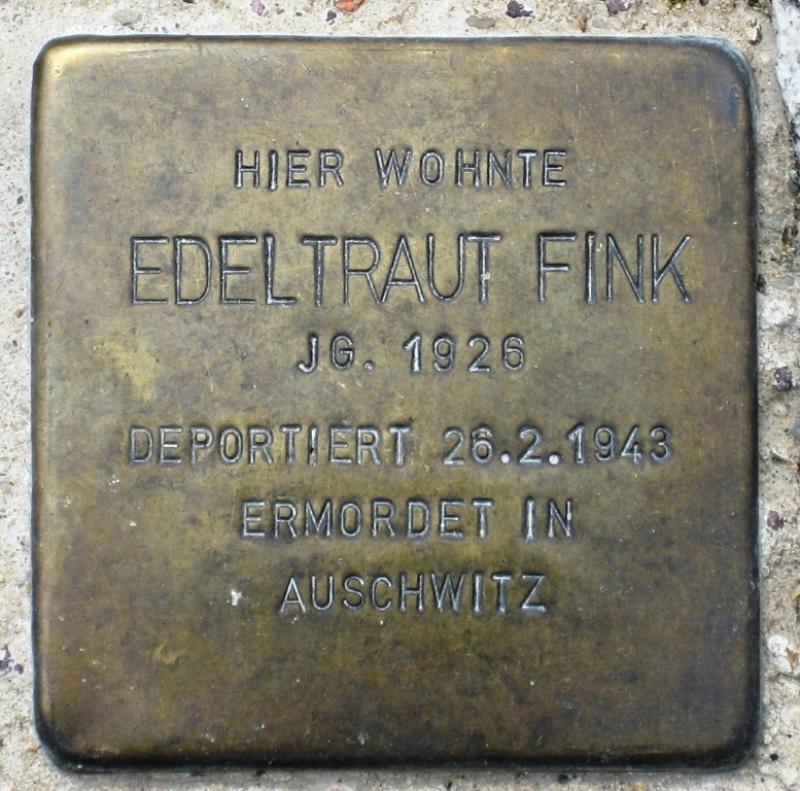 HIER WOHNTE
EDELTRAUT FINK
JG. 1926
DEPORTIERT 26.2.1943
ERMORDET IN
AUSCHWITZ